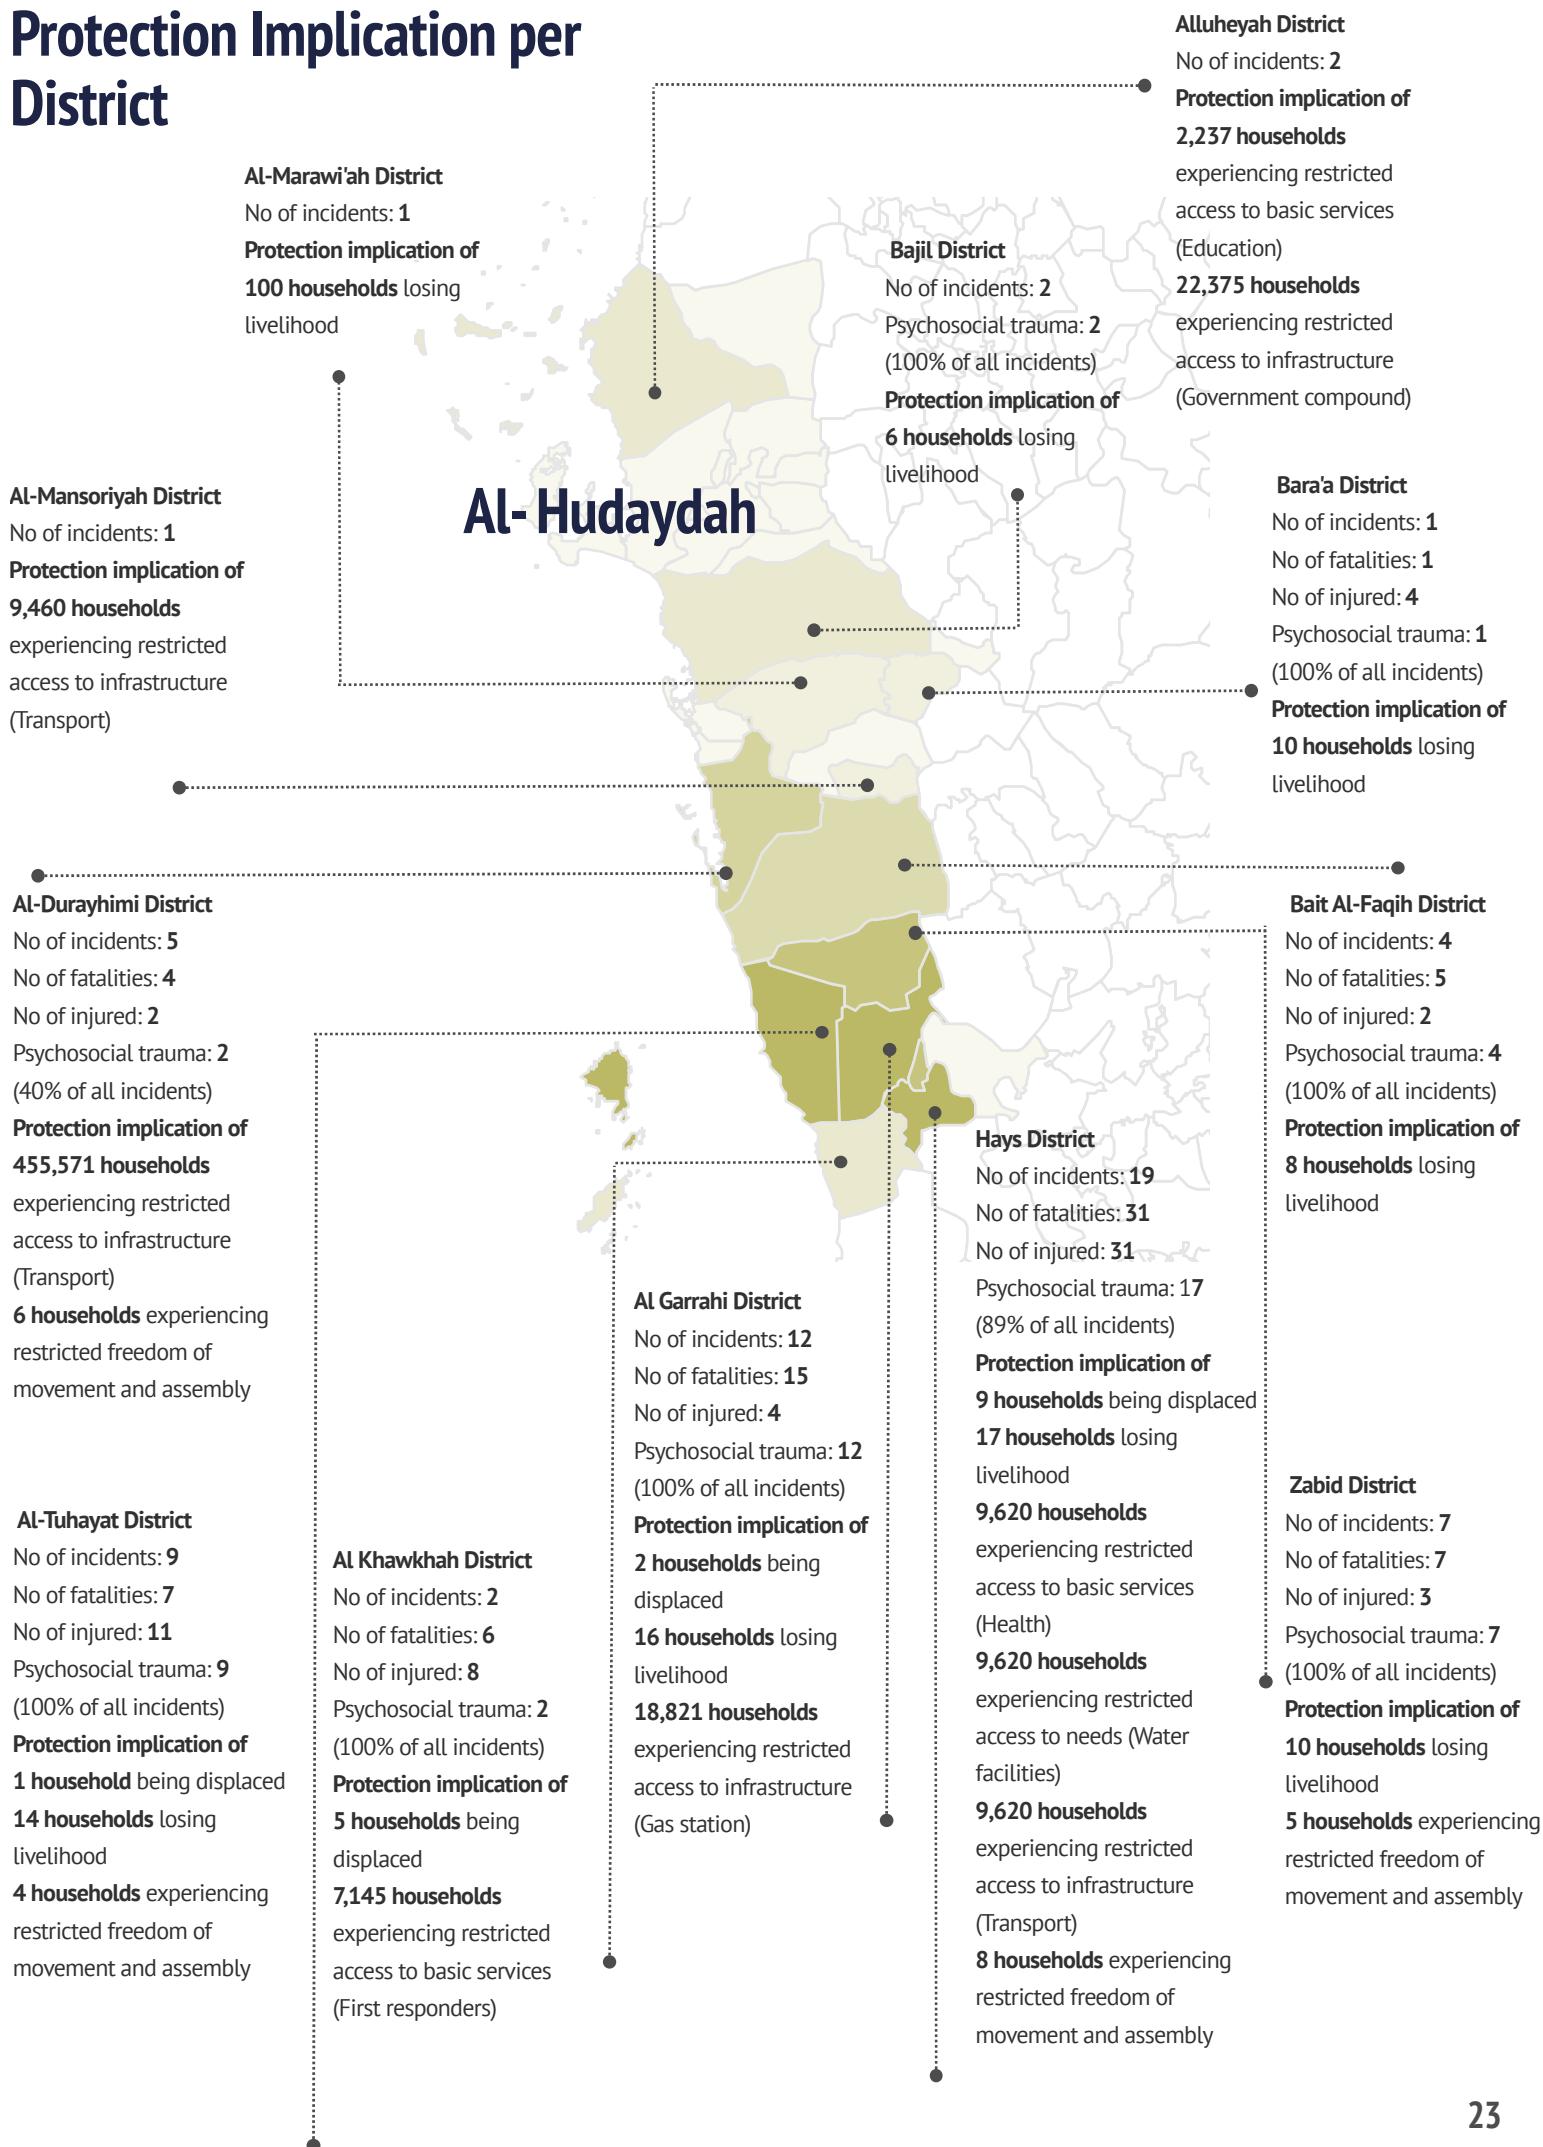 Protection Implication per
District
Alluheyah District
No of incidents: 2
Protection implication of
2,237 households
experiencing restricted
access to basic services
(Education)
22,375 households
experiencing restricted
access to infrastructure
(Government compound)
Al-Marawi'ah District
No of incidents: 1
Protection implication of
100 households losing
livelihood
Bajil District
No of incidents: 2
Psychosocial trauma: 2
(100% of all incidents)
Protection implication of
6 households losing
livelihood
Al-Mansoriyah District
No of incidents: 1
Protection implication of
9,460 households
experiencing restricted
access to infrastructure
(Transport)
Al- Hudaydah
Bara'a District
No of incidents: 1
No of fatalities: 1
No of injured: 4
Psychosocial trauma: 1
(100% of all incidents)
Protection implication of
10 households losing
livelihood
Al-Durayhimi District
No of incidents: 5
No of fatalities: 4
No of injured: 2
Psychosocial trauma: 2
(40% of all incidents)
Protection implication of
455,571 households
experiencing restricted
access to infrastructure
(Transport)
6 households experiencing
restricted freedom of
movement and assembly
Bait Al-Faqih District
No of incidents: 4
No of fatalities: 5
No of injured: 2
Psychosocial trauma: 4
(100% of all incidents)
Protection implication of
8 households losing
livelihood
Hays District
No of incidents: 19
No of fatalities: 31
No of injured: 31
Psychosocial trauma: 17
(89% of all incidents)
Protection implication of
9 households being displaced
17 households losing
livelihood
9,620 households
experiencing restricted
access to basic services
(Health)
9,620 households
experiencing restricted
access to needs (Water
facilities)
9,620 households
experiencing restricted
access to infrastructure
(Transport)
8 households experiencing
restricted freedom of
movement and assembly
Al Garrahi District
No of incidents: 12
No of fatalities: 15
No of injured: 4
Psychosocial trauma: 12
(100% of all incidents)
Protection implication of
2 households being
displaced
16 households losing
livelihood
18,821 households
experiencing restricted
access to infrastructure
(Gas station)
Zabid District
No of incidents: 7
No of fatalities: 7
No of injured: 3
Psychosocial trauma: 7
(100% of all incidents)
Protection implication of
10 households losing
livelihood
5 households experiencing
restricted freedom of
movement and assembly
Al-Tuhayat District
No of incidents: 9
No of fatalities: 7
No of injured: 11
Psychosocial trauma: 9
(100% of all incidents)
Protection implication of
1 household being displaced
14 households losing
livelihood
4 households experiencing
restricted freedom of
movement and assembly
Al Khawkhah District
No of incidents: 2
No of fatalities: 6
No of injured: 8
Psychosocial trauma: 2
(100% of all incidents)
Protection implication of
5 households being
displaced
7,145 households
experiencing restricted
access to basic services
(First responders)
23